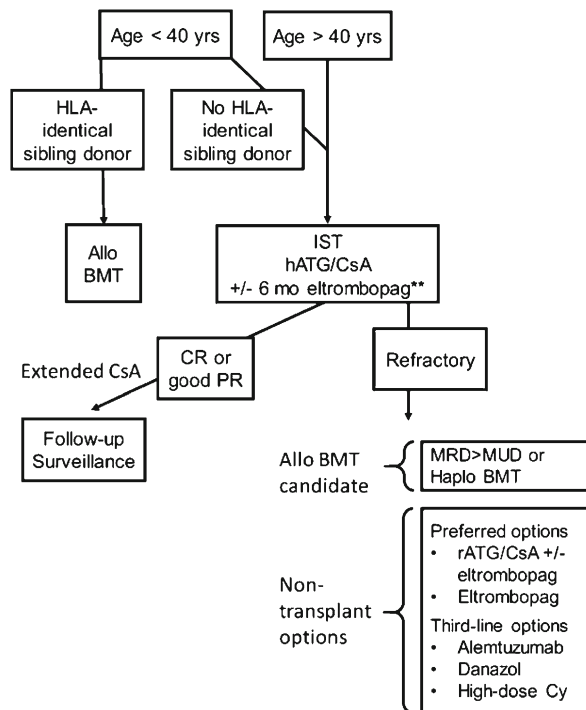 Age < 40 yrs
Age > 40 yrs
HLA-
identical
sibling donor
No HLA-
identical
sibling donor
Allo
BMT
IST
hATG/CsA
+/- 6 mo eltrombopag**
Extended CsA
CR or
good PR
Refractory
Follow-up
Surveillance
Allo BMT
candidate
MRD>MUD or
Haplo BMT
Non-
transplant
options
Preferred options
• rATG/CsA +/-
eltrombopag
• Eltrombopag
Third-line options
• Alemtuzumab
• Danazol
• High-dose Cy